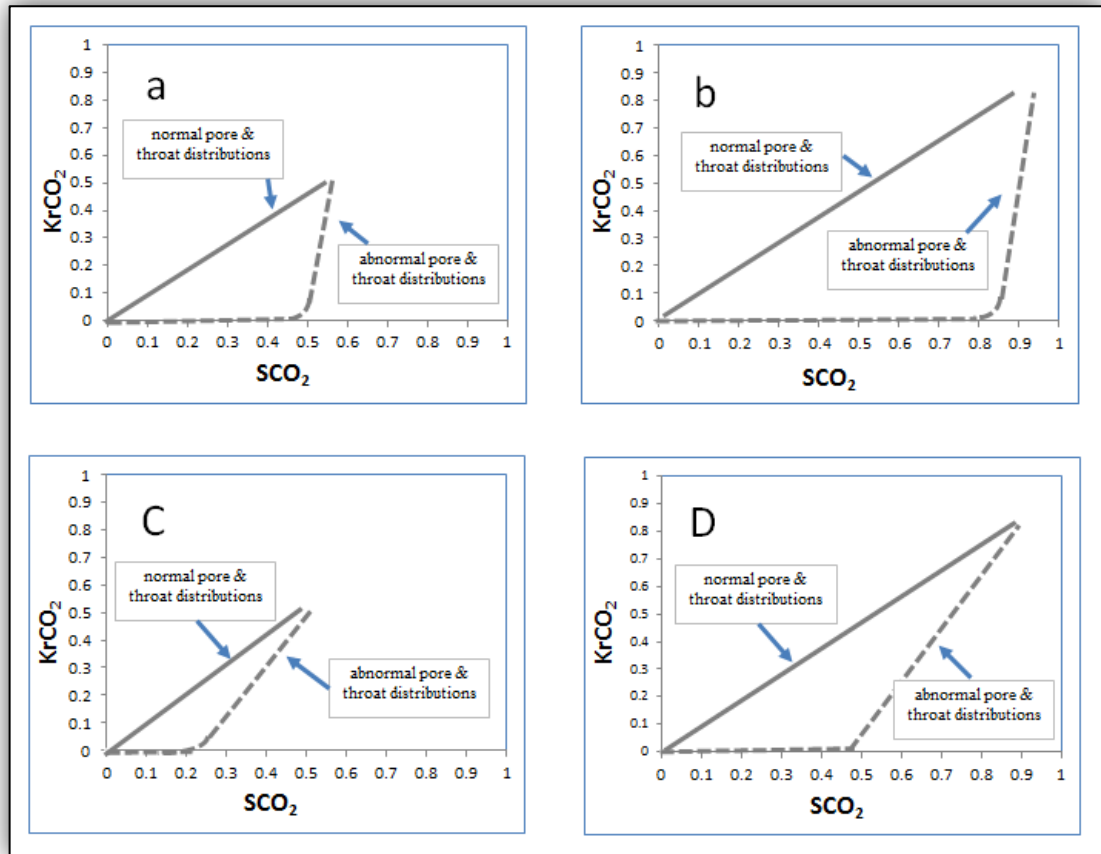 a
1
0.9
0.8
0.7
0.6
0.5
0.4
0.3
0.2
0.1
0
KrCO₂
normal pore &
throat distributions
abnormal pore &
throat distributions
0 0.1 0.2 0.3 0.4 0.5 0.6 0.7 0.8 0.9 1
SCO₂
b
1
0.9
0.8
0.7
0.6
0.5
0.4
0.3
0.2
0.1
0
KrCO₂
normal pore &
throat distributions
abnormal pore &
throat distributions
0 0.1 0.2 0.3 0.4 0.5 0.6 0.7 0.8 0.9 1
SCO₂
C
1
0.9
0.8
0.7
0.6
0.5
0.4
0.3
0.2
0.1
0
KrCO₂
normal pore &
throat distributions
abnormal pore &
throat distributions
0 0.1 0.2 0.3 0.4 0.5 0.6 0.7 0.8 0.9 1
SCO₂
D
1
0.9
0.8
0.7
0.6
0.5
0.4
0.3
0.2
0.1
0
KrCO₂
normal pore &
throat distributions
abnormal pore &
throat distributions
0 0.1 0.2 0.3 0.4 0.5 0.6 0.7 0.8 0.9 1
SCO₂